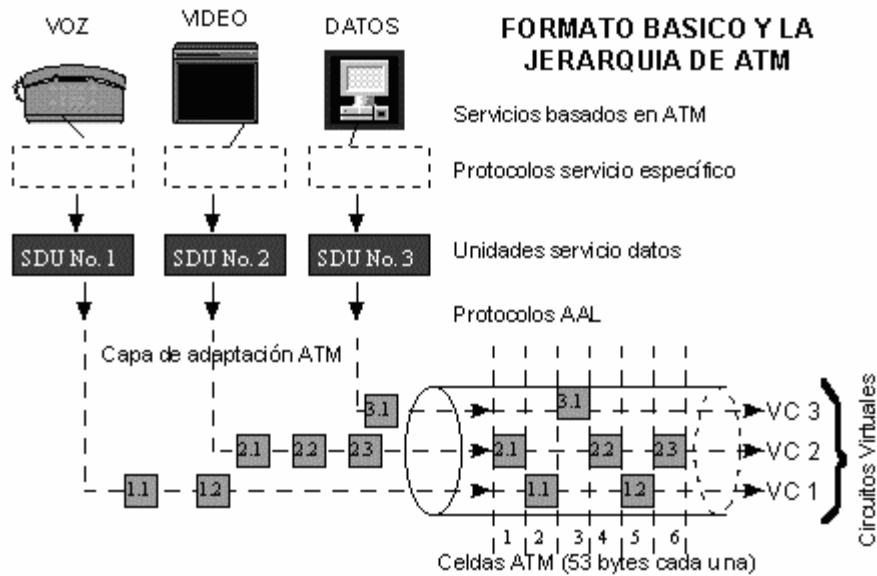 VOZ
VIDEO
DATOS
FORMATO BASICO Y LA
JERARQUIA DE ATM
Servicios basados en ATM
Protocolos servicio específico
SDU No. 1
SDU No. 2
SDU No. 3
Unidades servicio datos
Protocolos AAL
Capa de adaptación ATM
3.1
3.1
VC 3
2.1
2.2
2.3
2.1
2.2
2.3
VC 2
1.1
1.2
1.1
1.2
VC 1
Circuitos Virtuales
1 2 3 4 5 6
Celdas ATM (53 bytes cada una)